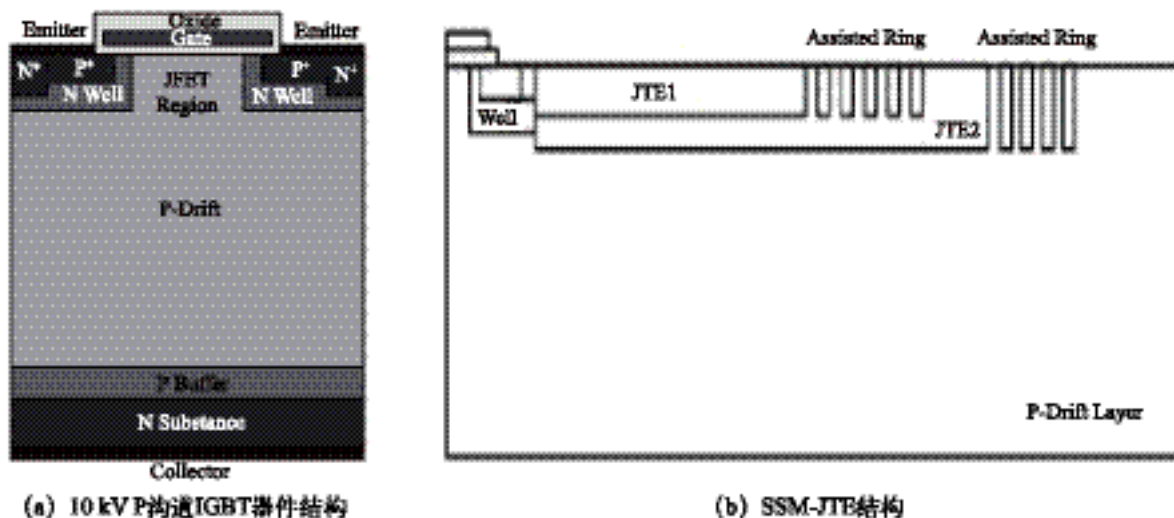 Oxide
Emitter Gate Emitter
N⁺ P⁺ JFET P⁺ N⁺
N Well Region N Well
P-Drift
P Buffer
N Substance
Collector
(a) 10 kV P沟道IGBT器件结构
Assisted Ring Assisted Ring
JTE1
Well
JTE2
P-Drift Layer
(b) SSM-JTE结构